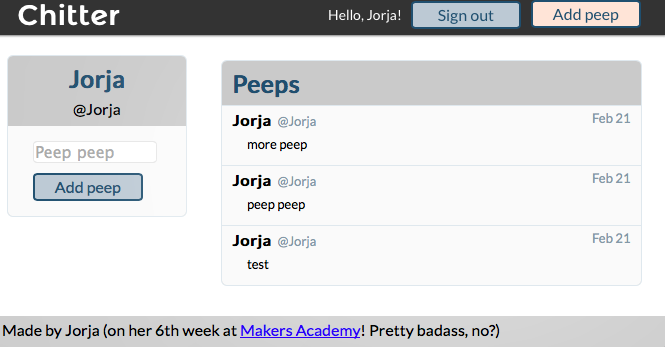 Chitter
Hello, Jorja!
Sign out
Add peep
Jorja
@Jorja
Peep peep
Add peep
Peeps
Jorja @Jorja Feb 21
more peep
Jorja @Jorja Feb 21
peep peep
Jorja @Jorja Feb 21
test
Made by Jorja (on her 6th week at Makers Academy! Pretty badass, no?)